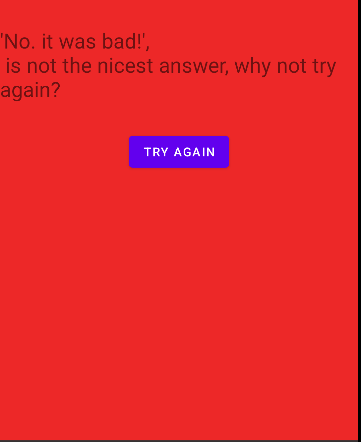 'No. it was bad!',
is not the nicest answer, why not try
again?
TRY AGAIN